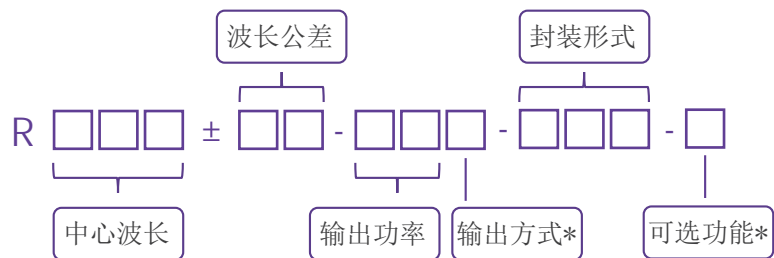 波长公差 封装形式
R □□□ ± □□ - □□□ - □□□ - □
中心波长 输出功率 输出方式* 可选功能*